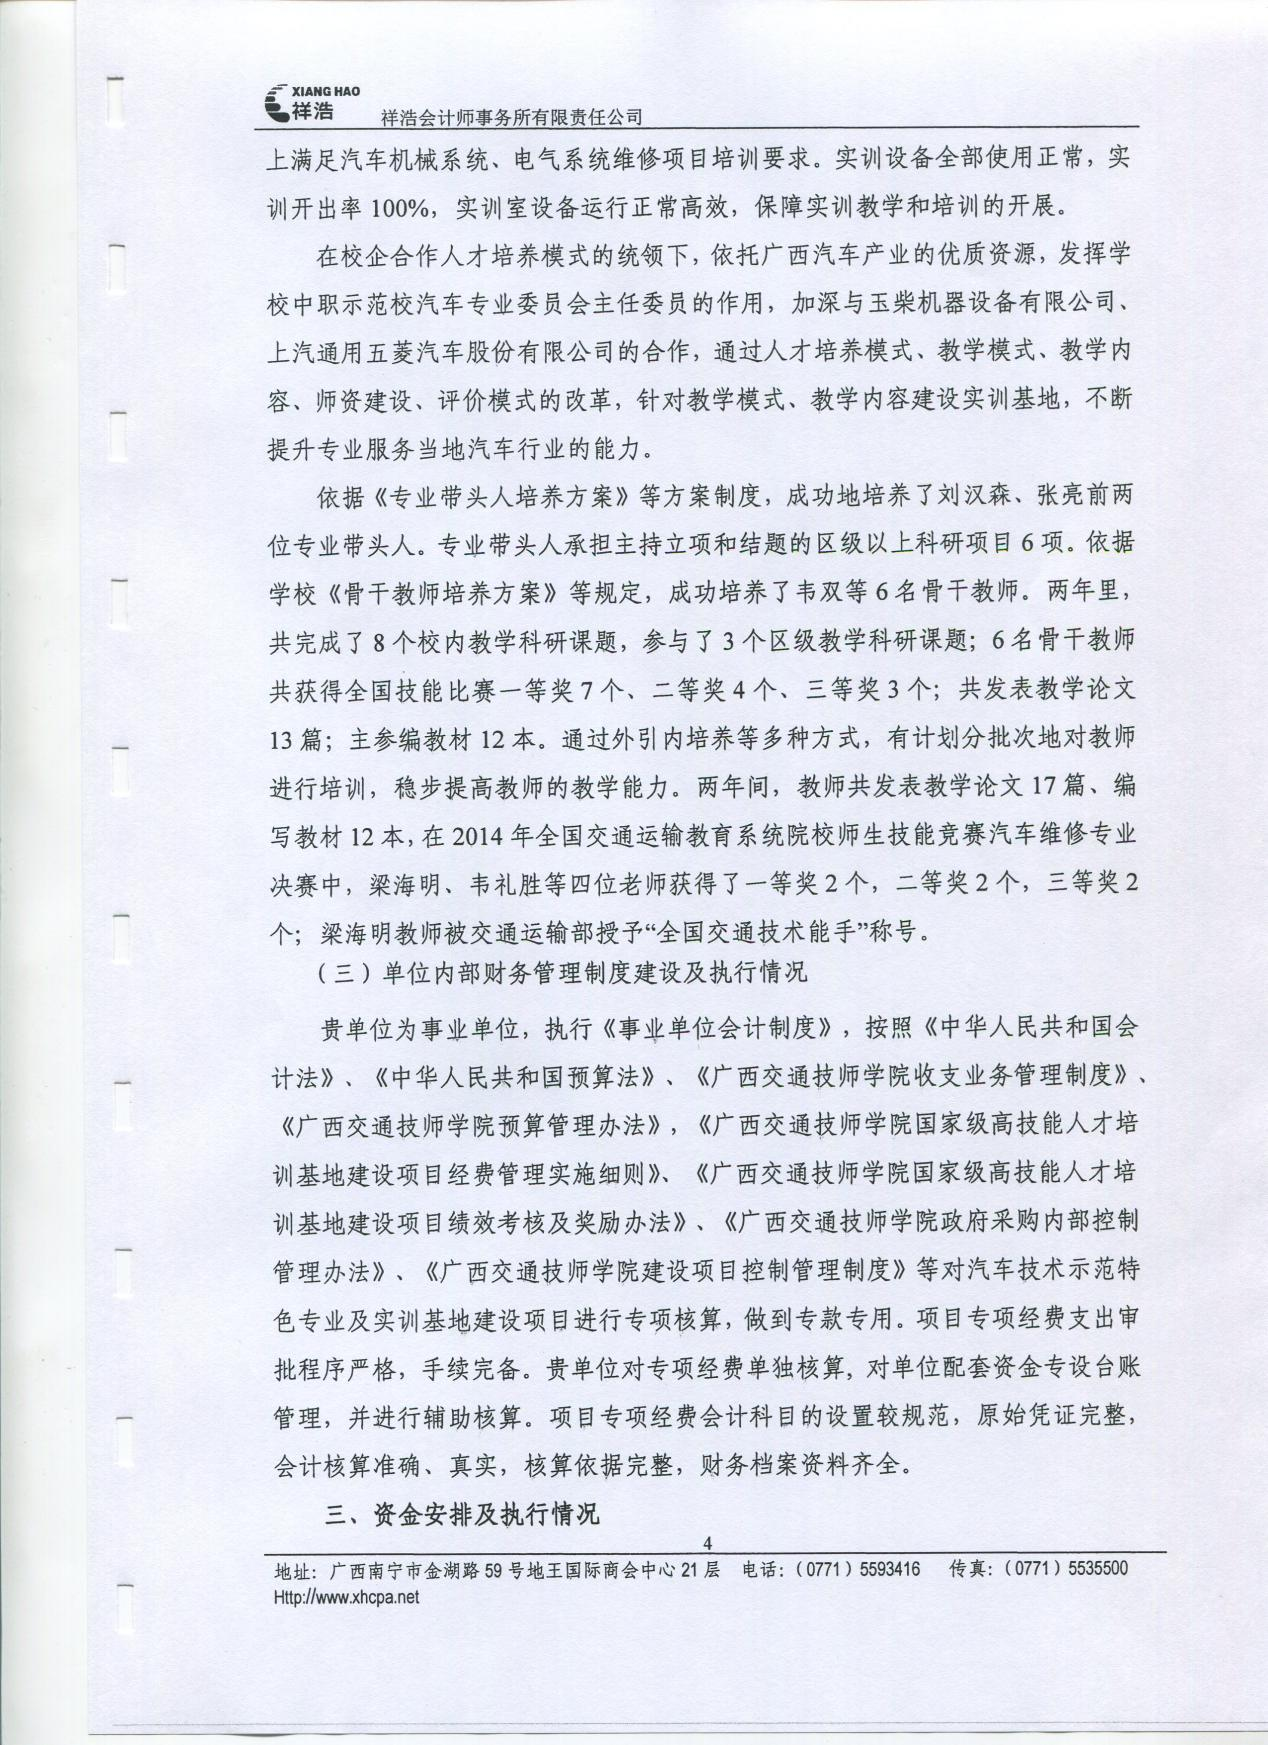 XIANG HAO
祥浩
祥浩会计师事务所有限责任公司
上满足汽车机械系统、电气系统维修项目培训要求。实训设备全部使用正常，实
训开出率 100%，实训室设备运行正常高效，保障实训教学和培训的开展。
在校企合作人才培养模式的统领下，依托广西汽车产业的优质资源，发挥学
校中职示范校汽车专业委员会主任委员的作用，加深与玉柴机器设备有限公司、
上汽通用五菱汽车股份有限公司的合作，通过人才培养模式、教学模式、教学内
容、师资建设、评价模式的改革，针对教学模式、教学内容建设实训基地，不断
提升专业服务当地汽车行业的能力。
依据《专业带头人培养方案》等方案制度，成功地培养了刘汉森、张亮前两
位专业带头人。专业带头人承担主持立项和结题的区级以上科研项目 6 项。依据
学校《骨干教师培养方案》等规定，成功培养了韦双等 6 名骨干教师。两年里，
共完成了 8 个校内教学科研课题，参与了 3 个区级教学科研课题；6 名骨干教师
共获得全国技能比赛一等奖 7 个、二等奖 4 个、三等奖 3 个；共发表教学论文
13 篇；主参编教材 12 本。通过外引内培养等多种方式，有计划分批次地对教师
进行培训，稳步提高教师的教学能力。两年间，教师共发表教学论文 17 篇、编
写教材 12 本，在 2014 年全国交通运输教育系统院校师生技能竞赛汽车维修专业
决赛中，梁海明、韦礼胜等四位老师获得了一等奖 2 个，二等奖 2 个，三等奖 2
个；梁海明教师被交通运输部授予“全国交通技术能手”称号。
（三）单位内部财务管理制度建设及执行情况
贵单位为事业单位，执行《事业单位会计制度》，按照《中华人民共和国会
计法》、《中华人民共和国预算法》、《广西交通技师学院收支业务管理制度》、
《广西交通技师学院预算管理办法》，《广西交通技师学院国家级高技能人才培
训基地建设项目经费管理实施细则》、《广西交通技师学院国家级高技能人才培
训基地建设项目绩效考核及奖励办法》、《广西交通技师学院政府采购内部控制
管理办法》、《广西交通技师学院建设项目控制管理制度》等对汽车技术示范特
色专业及实训基地建设项目进行专项核算，做到专款专用。项目专项经费支出审
批程序严格，手续完备。贵单位对专项经费单独核算，对单位配套资金专设台账
管理，并进行辅助核算。项目专项经费会计科目的设置较规范，原始凭证完整，
会计核算准确、真实，核算依据完整，财务档案资料齐全。
三、资金安排及执行情况
4
地址：广西南宁市金湖路 59 号地王国际商会中心 21 层 电话：（0771）5593416 传真：（0771）5535500
Http://www.xhcpa.net